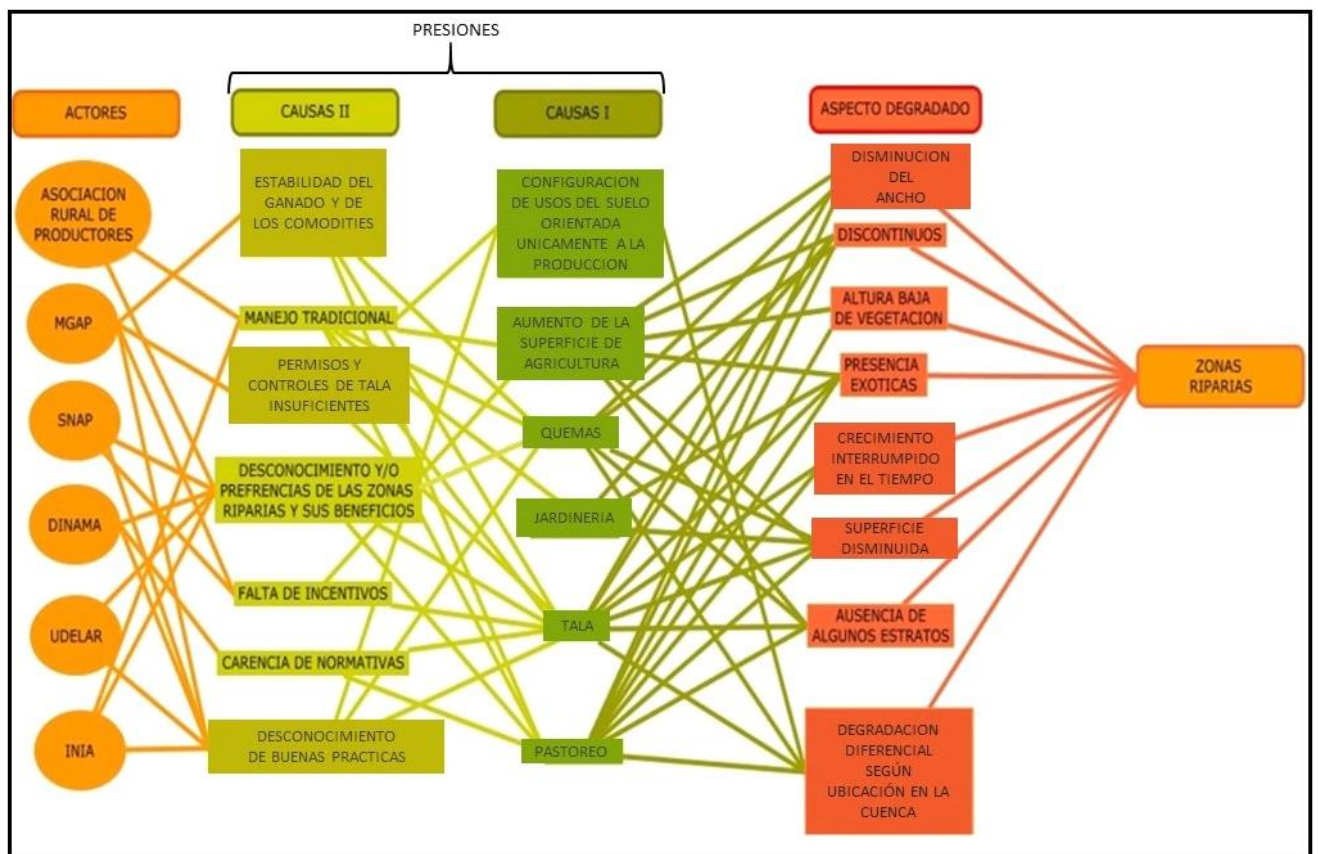 PRESIONES
ACTORES
CAUSAS II
CAUSAS I
ASPECTO DEGRADADO
ASOCIACION
RURAL DE
PRODUCTORES
MGAP
SNAP
DINAMA
UDELAR
INIA
ESTABILIDAD DEL
GANADO Y DE
LOS COMODITIES
MANEJO TRADICIONAL
PERMISOS Y
CONTROLES DE TALA
INSUFICIENTES
DESCONOCIMIENTO Y/O
PREFRENCIAS DE LAS ZONAS
RIPARIAS Y SUS BENEFICIOS
FALTA DE INCENTIVOS
CARENCIA DE NORMATIVAS
DESCONOCIMIENTO
DE BUENAS PRACTICAS
CONFIGURACION
DE USOS DEL SUELO
ORIENTADA
UNICAMENTE A LA
PRODUCCION
AUMENTO DE LA
SUPERFICIE DE
AGRICULTURA
QUEMAS
JARDINERIA
TALA
PASTOREO
DISMINUCION
DEL
ANCHO
DISCONTINUOS
ALTURA BAJA
DE VEGETACION
PRESENCIA
EXOTICAS
CRECIMIENTO
INTERRUMPIDO
EN EL TIEMPO
SUPERFICIE
DISMINUIDA
AUSENCIA DE
ALGUNOS ESTRATOS
DEGRADACION
DIFERENCIAL
SEGÚN
UBICACIÓN EN LA
CUENCA
ZONAS
RIPARIAS